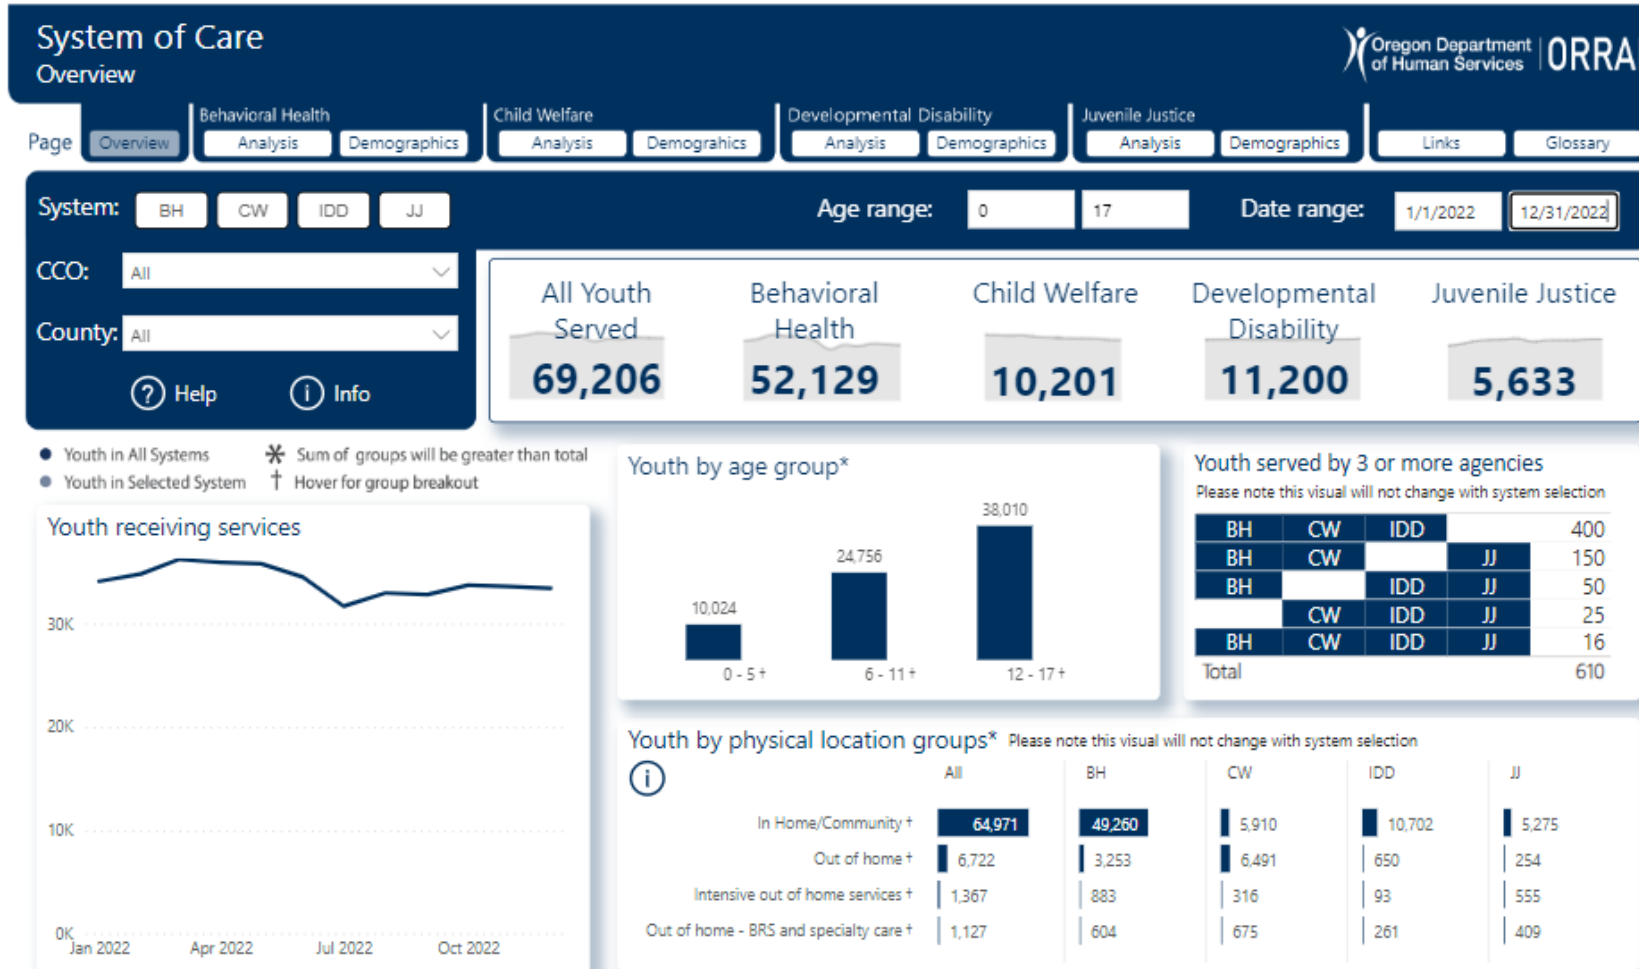 System of Care
Overview
Oregon Department
of Human Services
ORRA
Page
Overview
Behavioral Health
Analysis
Demographics
Child Welfare
Analysis
Demograhics
Developmental Disability
Analysis
Demographics
Juvenile Justice
Analysis
Demographics
Links
Glossary
System:
BH
CW
IDD
JJ
Age range:
0
17
Date range:
1/1/2022
12/31/2022
CCO:
All
County:
All
? Help
i Info
All Youth
Served
69,206
Behavioral
Health
52,129
Child Welfare
10,201
Developmental
Disability
11,200
Juvenile Justice
5,633
Youth in All Systems
* Sum of groups will be greater than total
Youth in Selected System
† Hover for group breakout
Youth receiving services
30K
20K
10K
0K
Jan 2022
Apr 2022
Jul 2022
Oct 2022
Youth by age group*
10,024
24,756
38,010
0 - 5 †
6 - 11 †
12 - 17 †
Youth served by 3 or more agencies
Please note this visual will not change with system selection
BH CW IDD 400
BH CW JJ 150
BH IDD JJ 50
CW IDD JJ 25
BH CW IDD JJ 16
Total 610
Youth by physical location groups* Please note this visual will not change with system selection
i
All BH CW IDD JJ
In Home/Community † 64,971 49,260 5,910 10,702 5,275
Out of home † 6,722 3,253 6,491 650 254
Intensive out of home services † 1,367 883 316 93 555
Out of home - BRS and specialty care † 1,127 604 675 261 409